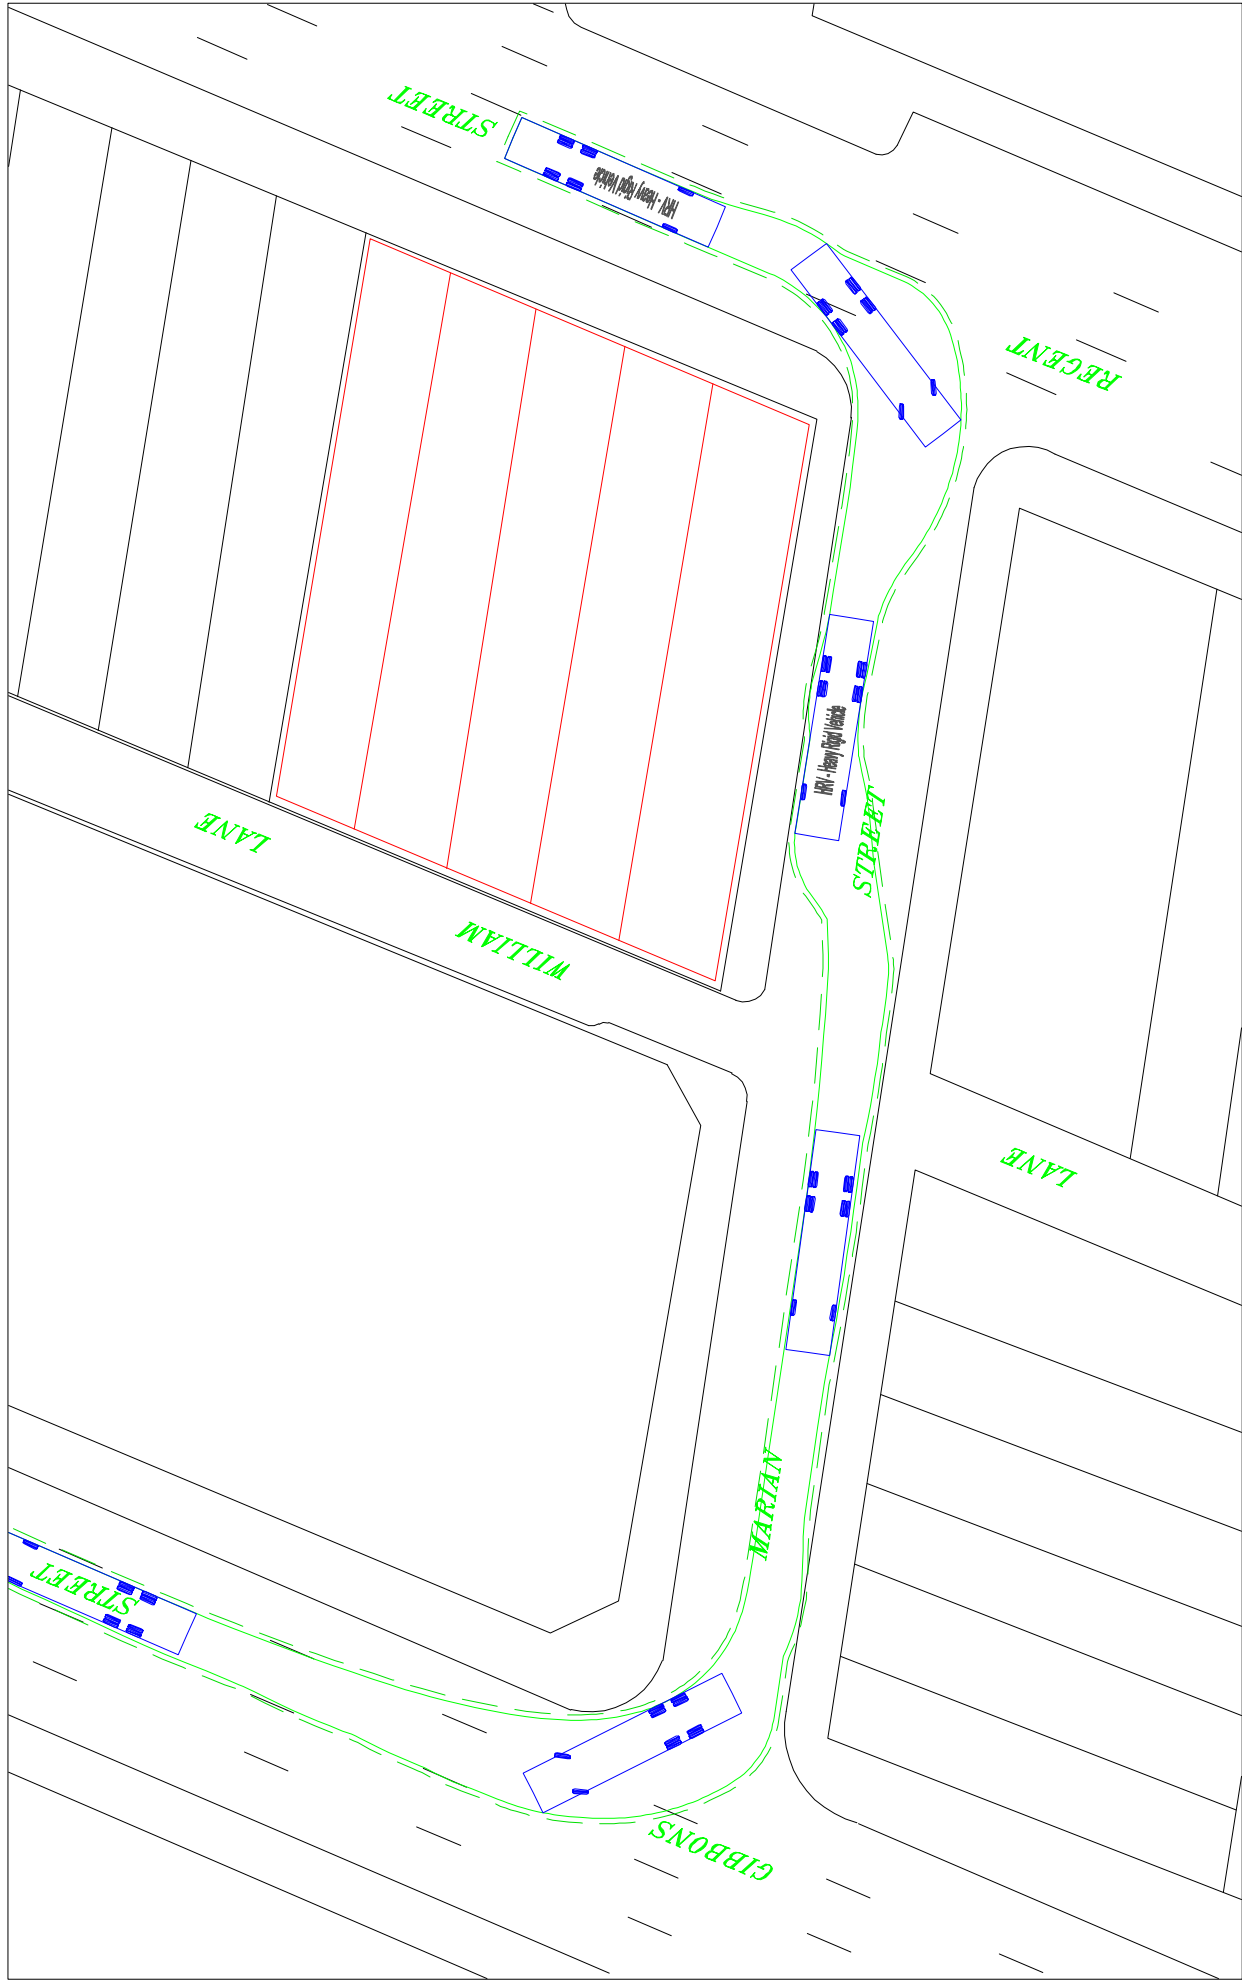 STREET
HRV - Heavy Rigid Vehicle
REGENT
HRV - Heavy Rigid Vehicle
STREET
LANE
WILLIAM
LANE
MARIAN
STREET
GIBBONS